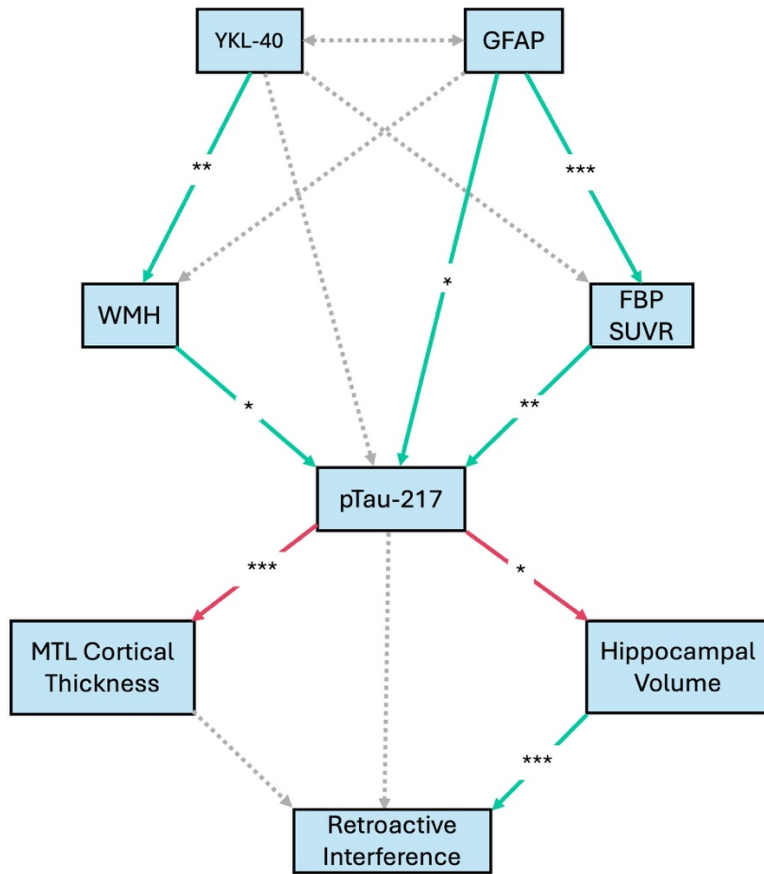 YKL-40
GFAP
**
***
*
WMH
FBP
SUVR
*
**
pTau-217
***
*
MTL Cortical
Thickness
Hippocampal
Volume
***
Retroactive
Interference